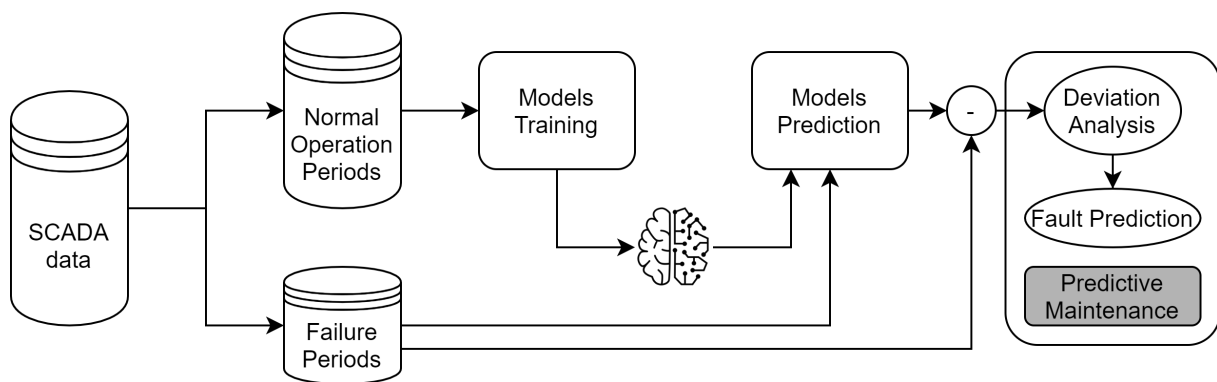 SCADA
data
Normal
Operation
Periods
Failure
Periods
Models
Training
Models
Prediction
-
Deviation
Analysis
Fault Prediction
Predictive
Maintenance